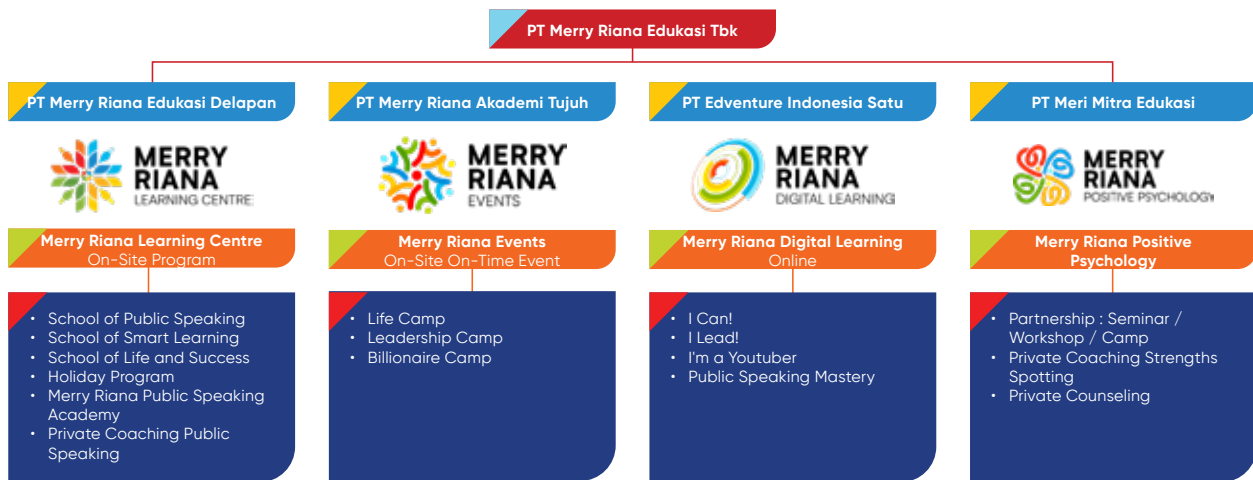 PT Merry Riana Edukasi Tbk
PT Merry Riana Edukasi Delapan
MERRY
RIANA
LEARNING CENTRE
Merry Riana Learning Centre
On-Site Program
• School of Public Speaking
• School of Smart Learning
• School of Life and Success
• Holiday Program
• Merry Riana Public Speaking
Academy
• Private Coaching Public
Speaking
PT Merry Riana Akademi Tujuh
MERRY
RIANA
EVENTS
Merry Riana Events
On-Site On-Time Event
• Life Camp
• Leadership Camp
• Billionaire Camp
PT Edventure Indonesia Satu
MERRY
RIANA
DIGITAL LEARNING
Merry Riana Digital Learning
Online
• I Can!
• I Lead!
• I'm a Youtuber
• Public Speaking Mastery
PT Meri Mitra Edukasi
MERRY
RIANA
POSITIVE PSYCHOLOGY
Merry Riana Positive
Psychology
• Partnership : Seminar /
Workshop / Camp
• Private Coaching Strengths
Spotting
• Private Counseling